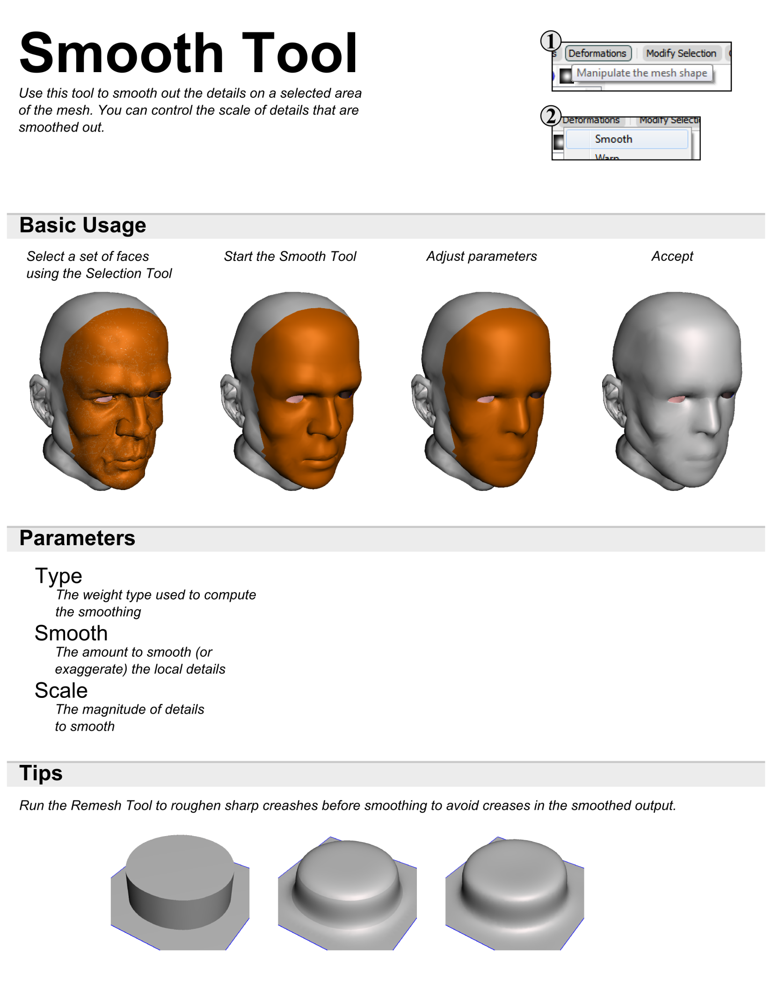 Smooth Tool
Use this tool to smooth out the details on a selected area
of the mesh. You can control the scale of details that are
smoothed out.
1
s Deformations Modify Selection
Manipulate the mesh shape
2
Deformations Modify Selecti
Smooth
Warp
Basic Usage
Select a set of faces
using the Selection Tool
Start the Smooth Tool
Adjust parameters
Accept
Parameters
Type
The weight type used to compute
the smoothing
Smooth
The amount to smooth (or
exaggerate) the local details
Scale
The magnitude of details
to smooth
Tips
Run the Remesh Tool to roughen sharp creashes before smoothing to avoid creases in the smoothed output.